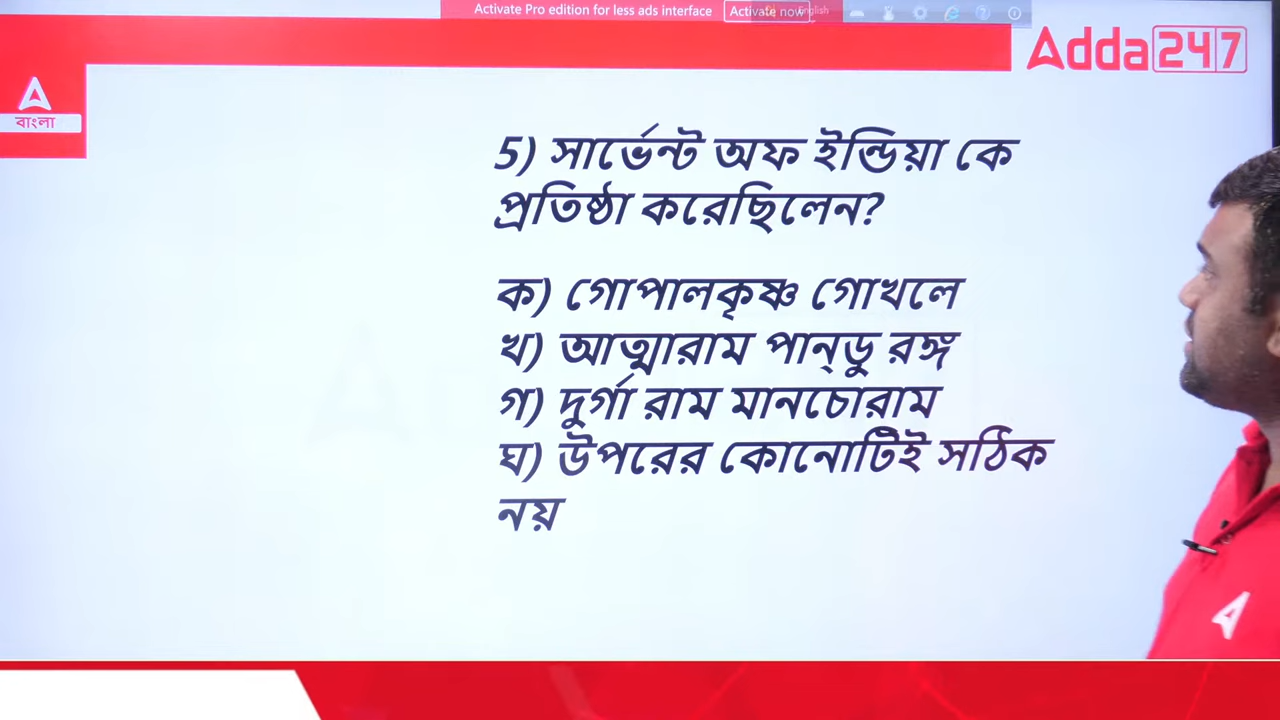 Activate Pro edition for less ads interface Activate now English
Adda247
বাংলা
5) সার্ভেন্ট অফ ইন্ডিয়া কে
প্রতিষ্ঠা করেছিলেন?
ক) গোপালকৃষ্ণ গোখলে
খ) আত্মারাম পান্ডু রঙ্গ
গ) দুর্গা রাম মানচোরাম
ঘ) উপরের কোনোটিই সঠিক
নয়